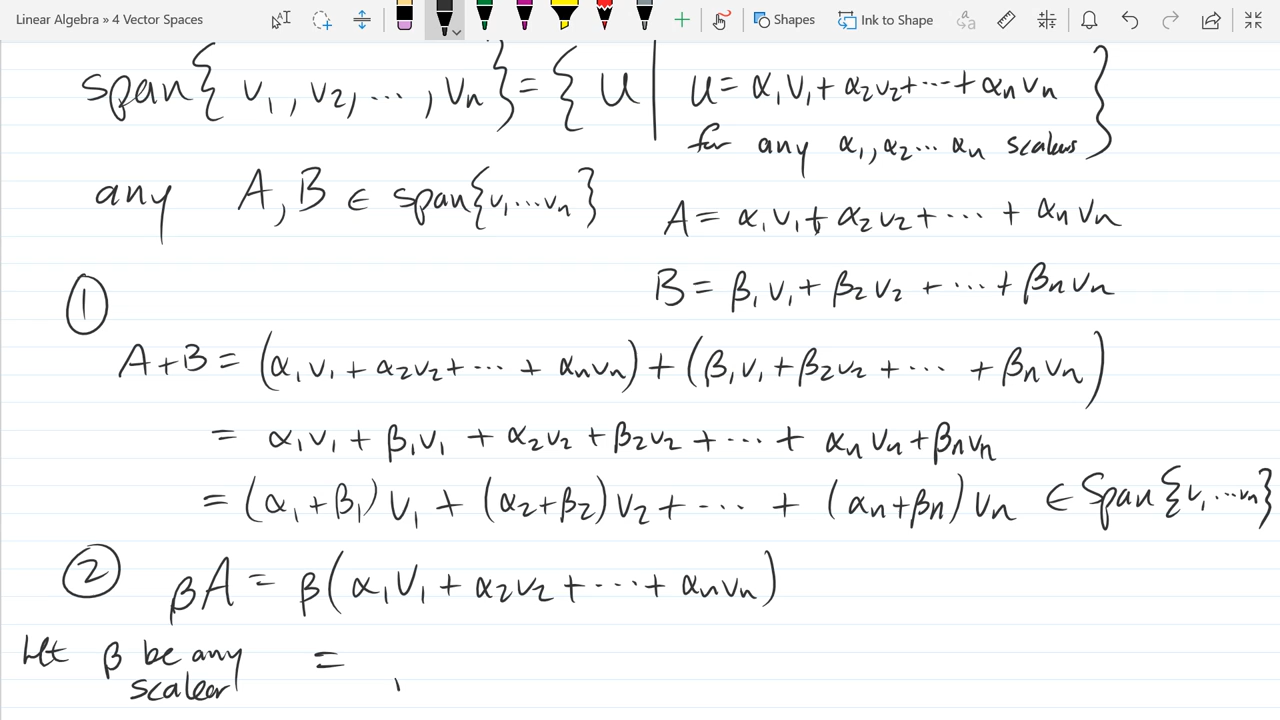 Linear Algebra » 4 Vector Spaces
Shapes
Ink to Shape
span{ v₁, v₂, ..., vₙ } = { u | u = α₁v₁ + α₂v₂ + ... + αₙvₙ
for any α₁, α₂ ... αₙ scalers }
any A, B ∈ span{v₁, ... vₙ}
A = α₁v₁ + α₂v₂ + ... + αₙvₙ
B = β₁v₁ + β₂v₂ + ... + βₙvₙ
①
A+B = (α₁v₁ + α₂v₂ + ... + αₙvₙ) + (β₁v₁ + β₂v₂ + ... + βₙvₙ)
= α₁v₁ + β₁v₁ + α₂v₂ + β₂v₂ + ... + αₙvₙ + βₙvₙ
= (α₁+β₁)v₁ + (α₂+β₂)v₂ + ... + (αₙ+βₙ)vₙ ∈ Span{v₁, ... vₙ}
② βA = β(α₁v₁ + α₂v₂ + ... + αₙvₙ)
let β be any =
scaler